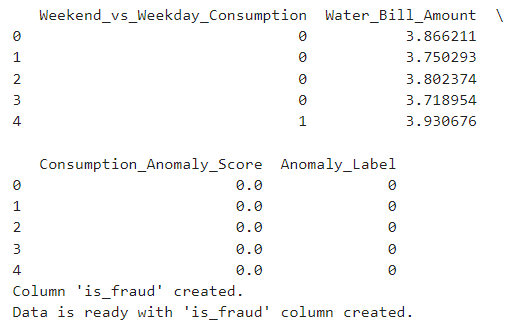 Weekend_vs_Weekday_Consumption  Water_Bill_Amount  \
0                               0           3.866211
1                               0           3.750293
2                               0           3.802374
3                               0           3.718954
4                               1           3.930676
Consumption_Anomaly_Score  Anomaly_Label
0                        0.0              0
1                        0.0              0
2                        0.0              0
3                        0.0              0
4                        0.0              0
Column 'is_fraud' created.
Data is ready with 'is_fraud' column created.